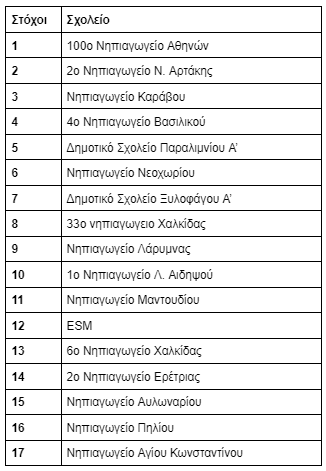 Στόχοι Σχολείο
1 100ο Νηπιαγωγείο Αθηνών
2 2ο Νηπιαγωγείο Ν. Αρτάκης
3 Νηπιαγωγείο Καράβου
4 4ο Νηπιαγωγείο Βασιλικού
5 Δημοτικό Σχολείο Παραλιμνίου Α’
6 Νηπιαγωγείο Νεοχωρίου
7 Δημοτικό Σχολείο Ξυλοφάγου Α’
8 33ο νηπιαγωγειο Χαλκίδας
9 Νηπιαγωγείο Λάρυμνας
10 1ο Νηπιαγωγείο Λ. Αιδηψού
11 Νηπιαγωγείο Μαντουδίου
12 ESM
13 6ο Νηπιαγωγείο Χαλκίδας
14 2ο Νηπιαγωγείο Ερέτριας
15 Νηπιαγωγείο Αυλωναρίου
16 Νηπιαγωγείο Πηλίου
17 Νηπιαγωγείο Αγίου Κωνσταντίνου